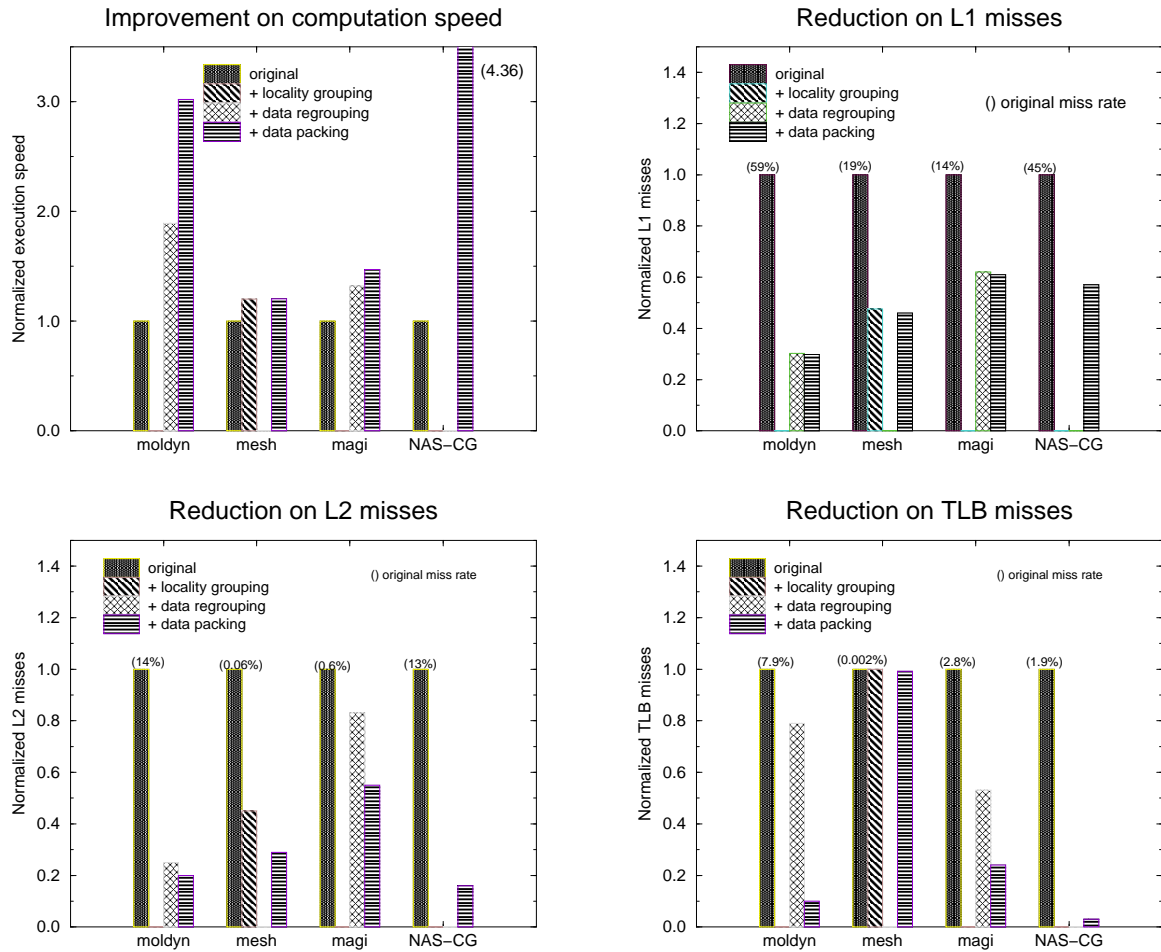 Improvement on computation speed
Normalized execution speed
3.0
2.0
1.0
0.0
original
+ locality grouping
+ data regrouping
+ data packing
(4.36)
moldyn mesh magi NAS−CG
Reduction on L1 misses
Normalized L1 misses
1.4
1.2
1.0
0.8
0.6
0.4
0.2
0.0
original
+ locality grouping
+ data regrouping
+ data packing
() original miss rate
(59%) (19%) (14%) (45%)
moldyn mesh magi NAS−CG
Reduction on L2 misses
Normalized L2 misses
1.4
1.2
1.0
0.8
0.6
0.4
0.2
0.0
original
+ locality grouping
+ data regrouping
+ data packing
() original miss rate
(14%) (0.06%) (0.6%) (13%)
moldyn mesh magi NAS−CG
Reduction on TLB misses
Normalized TLB misses
1.4
1.2
1.0
0.8
0.6
0.4
0.2
0.0
original
+ locality grouping
+ data regrouping
+ data packing
() original miss rate
(7.9%) (0.002%) (2.8%) (1.9%)
moldyn mesh magi NAS−CG